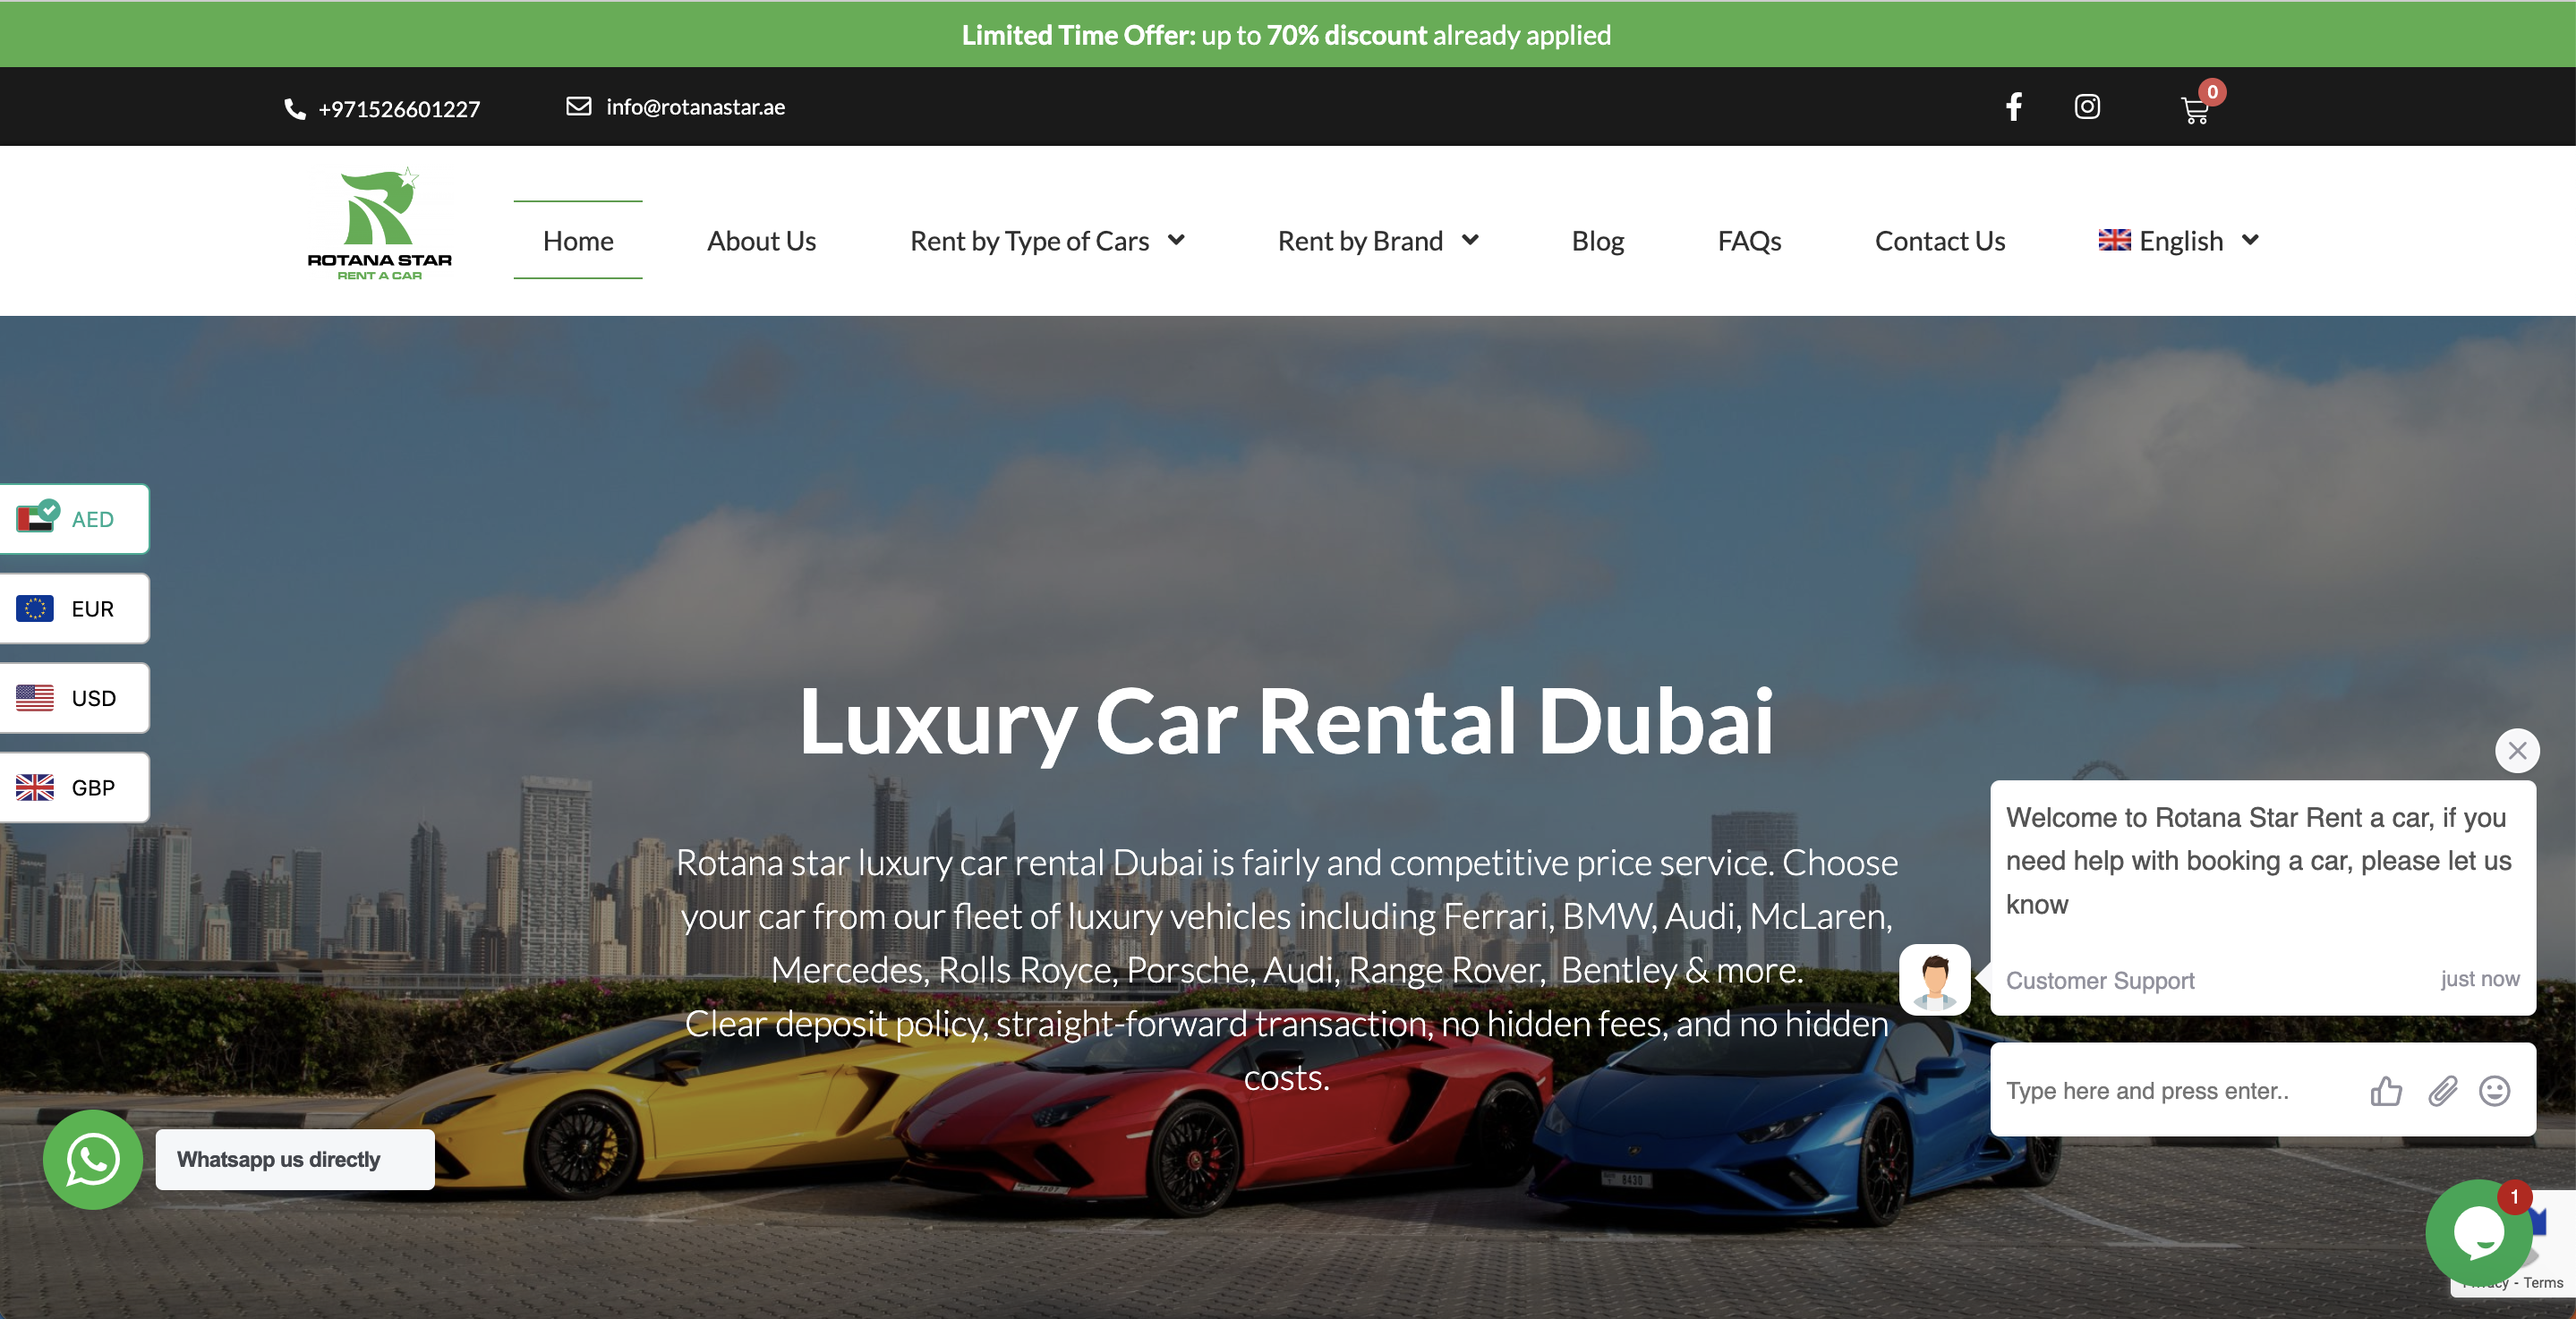 Limited Time Offer: up to 70% discount already applied
+971526601227
info@rotanastar.ae
0
ROTANA STAR
RENT A CAR
Home
About Us
Rent by Type of Cars
Rent by Brand
Blog
FAQs
Contact Us
English
AED
EUR
USD
GBP
Luxury Car Rental Dubai
Rotana star luxury car rental Dubai is fairly and competitive price service. Choose
your car from our fleet of luxury vehicles including Ferrari, BMW, Audi, McLaren,
Mercedes, Rolls Royce, Porsche, Audi, Range Rover, Bentley & more.
Clear deposit policy, straight-forward transaction, no hidden fees, and no hidden
costs.
Welcome to Rotana Star Rent a car, if you
need help with booking a car, please let us
know
Customer Support
just now
Type here and press enter..
Whatsapp us directly
8430
1
- Terms